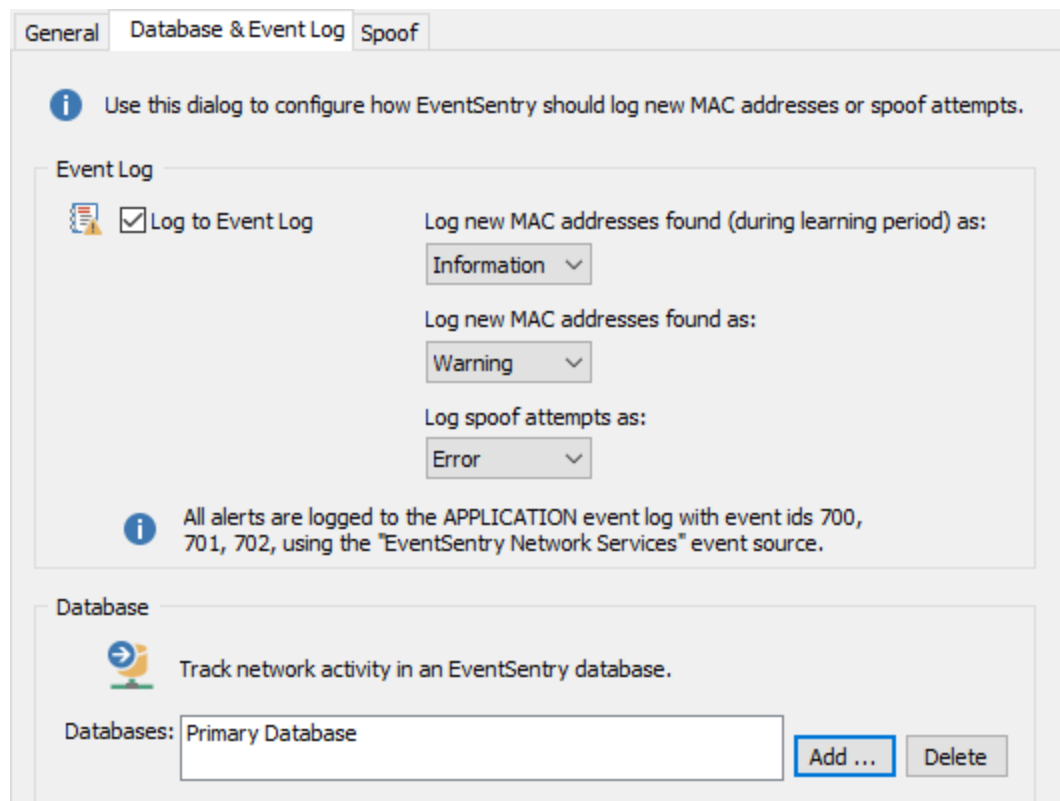 General Database & Event Log Spoof
Use this dialog to configure how EventSentry should log new MAC addresses or spoof attempts.
Event Log
Log to Event Log
Log new MAC addresses found (during learning period) as:
Information
Log new MAC addresses found as:
Warning
Log spoof attempts as:
Error
All alerts are logged to the APPLICATION event log with event ids 700,
701, 702, using the "EventSentry Network Services" event source.
Database
Track network activity in an EventSentry database.
Databases: Primary Database
Add ... Delete